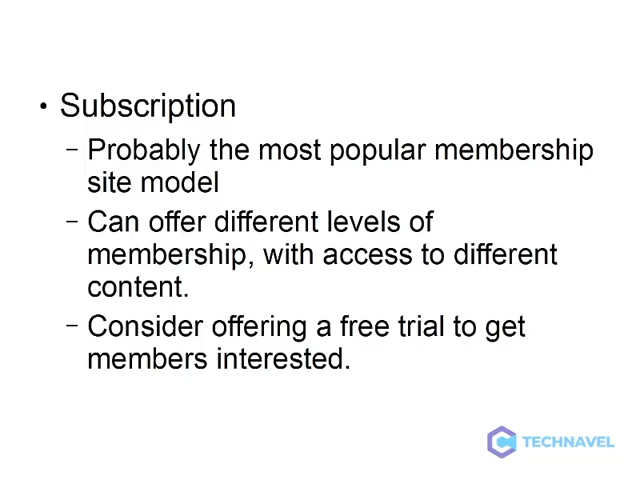 • Subscription
– Probably the most popular membership
site model
– Can offer different levels of
membership, with access to different
content.
– Consider offering a free trial to get
members interested.
TECHNAVEL